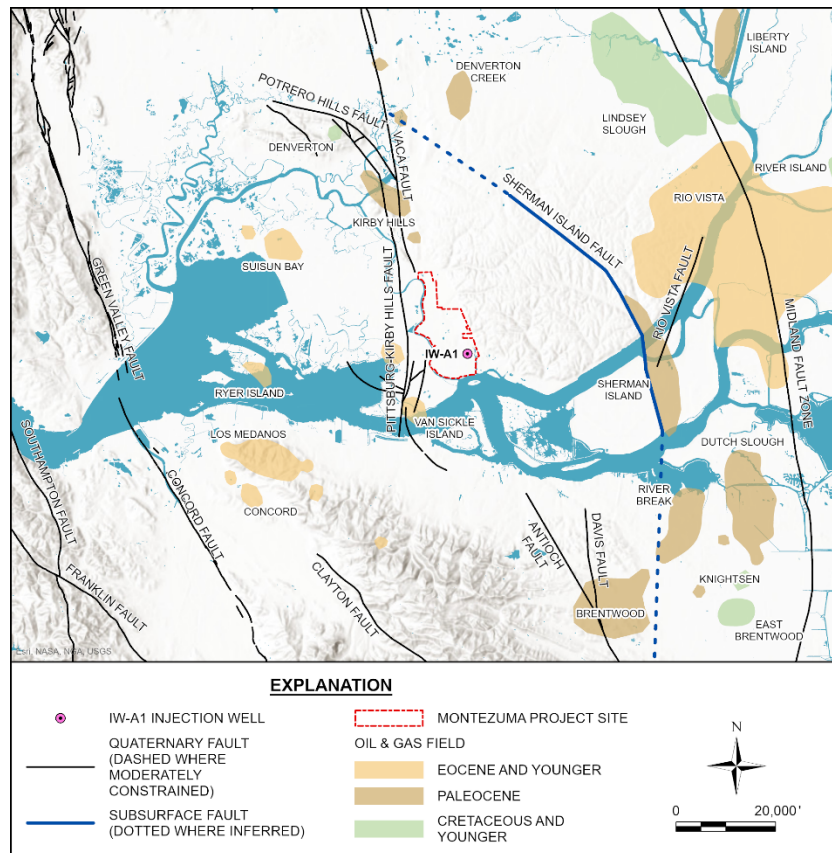 LIBERTY
ISLAND
DENVERTON
CREEK
POTRERO HILLS FAULT
LINDSEY
SLOUGH
DENVERTON
VACA FAULT
RIVER ISLAND
SHERMAN ISLAND FAULT
RIO VISTA
KIRBY HILLS
SUISUN BAY
GREEN VALLEY FAULT
PITTSBURG-KIRBY HILLS FAULT
RIO VISTA FAULT
MIDLAND FAULT ZONE
IW-A1
RYER ISLAND
SHERMAN
ISLAND
VAN SICKLE
ISLAND
LOS MEDANOS
SOUTHAMPTON FAULT
DUTCH SLOUGH
CONCORD FAULT
RIVER
BREAK
CONCORD
ANTIOCH
FAULT
DAVIS FAULT
CLAYTON FAULT
KNIGHTSEN
FRANKLIN FAULT
BRENTWOOD
EAST
BRENTWOOD
Esri, NASA, NGA, USGS
EXPLANATION
IW-A1 INJECTION WELL
QUATERNARY FAULT
(DASHED WHERE
MODERATELY
CONSTRAINED)
SUBSURFACE FAULT
(DOTTED WHERE INFERRED)
MONTEZUMA PROJECT SITE
OIL & GAS FIELD
EOCENE AND YOUNGER
PALEOCENE
CRETACEOUS AND
YOUNGER
N
0 20,000'